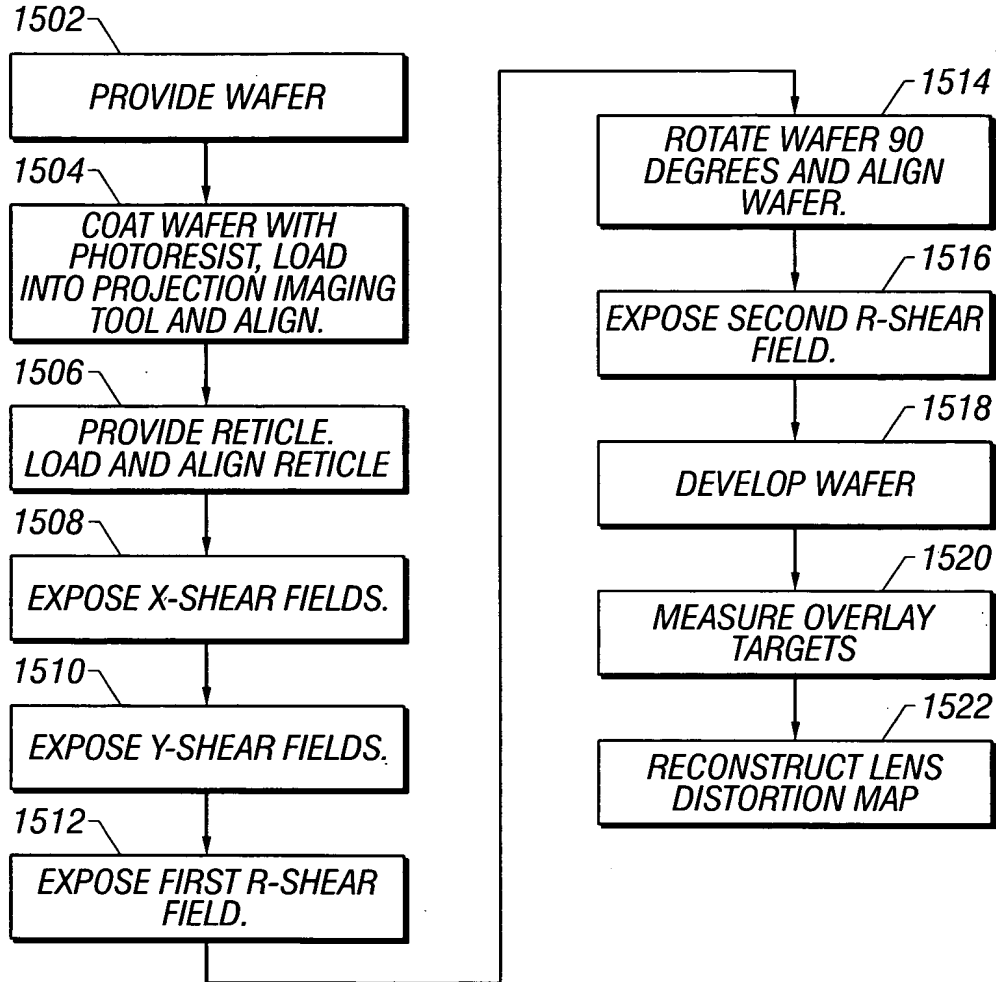 1502
PROVIDE WAFER
1504
COAT WAFER WITH
PHOTORESIST, LOAD
INTO PROJECTION IMAGING
TOOL AND ALIGN.
1506
PROVIDE RETICLE.
LOAD AND ALIGN RETICLE
1508
EXPOSE X-SHEAR FIELDS.
1510
EXPOSE Y-SHEAR FIELDS.
1512
EXPOSE FIRST R-SHEAR
FIELD.
1514
ROTATE WAFER 90
DEGREES AND ALIGN
WAFER.
1516
EXPOSE SECOND R-SHEAR
FIELD.
1518
DEVELOP WAFER
1520
MEASURE OVERLAY
TARGETS
1522
RECONSTRUCT LENS
DISTORTION MAP